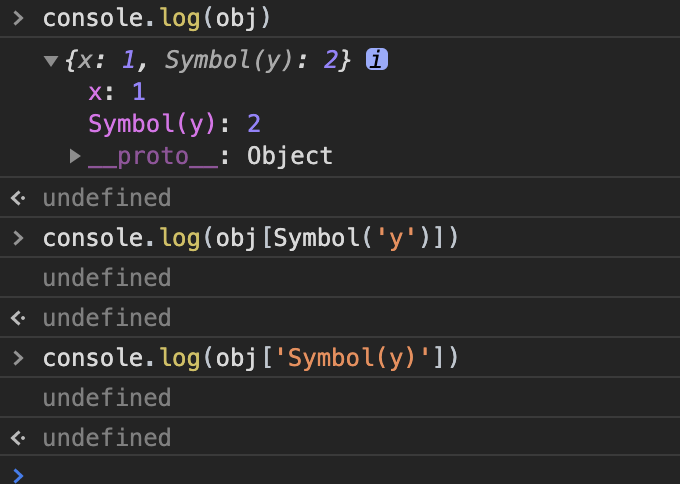 > console.log(obj)
▼{x: 1, Symbol(y): 2} i
x: 1
Symbol(y): 2
▶__proto__: Object
<· undefined
> console.log(obj[Symbol('y')])
undefined
<· undefined
> console.log(obj['Symbol(y)'])
undefined
<· undefined
>